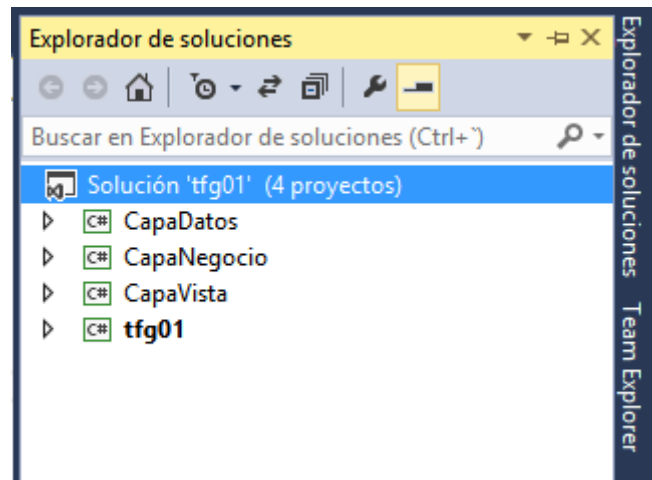 Explorador de soluciones
Buscar en Explorador de soluciones (Ctrl+`)
Solución 'tfg01' (4 proyectos)
C# CapaDatos
C# CapaNegocio
C# CapaVista
C# tfg01
Explorador de soluciones
Team Explorer